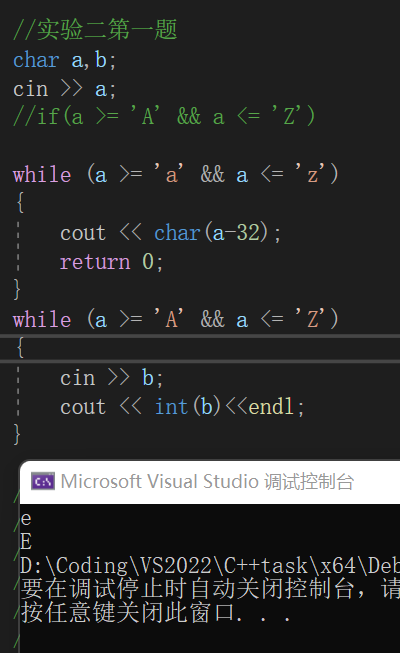 //实验二第一题
char a,b;
cin >> a;
//if(a >= 'A' && a <= 'Z')
while (a >= 'a' && a <= 'z')
{
cout << char(a-32);
return 0;
}
while (a >= 'A' && a <= 'Z')
{
cin >> b;
cout << int(b)<<endl;
}
C:\
Microsoft Visual Studio 调试控制台
e
E
D:\Coding\VS2022\C++task\x64\Deb
要在调试停止时自动关闭控制台，请
按任意键关闭此窗口. . .